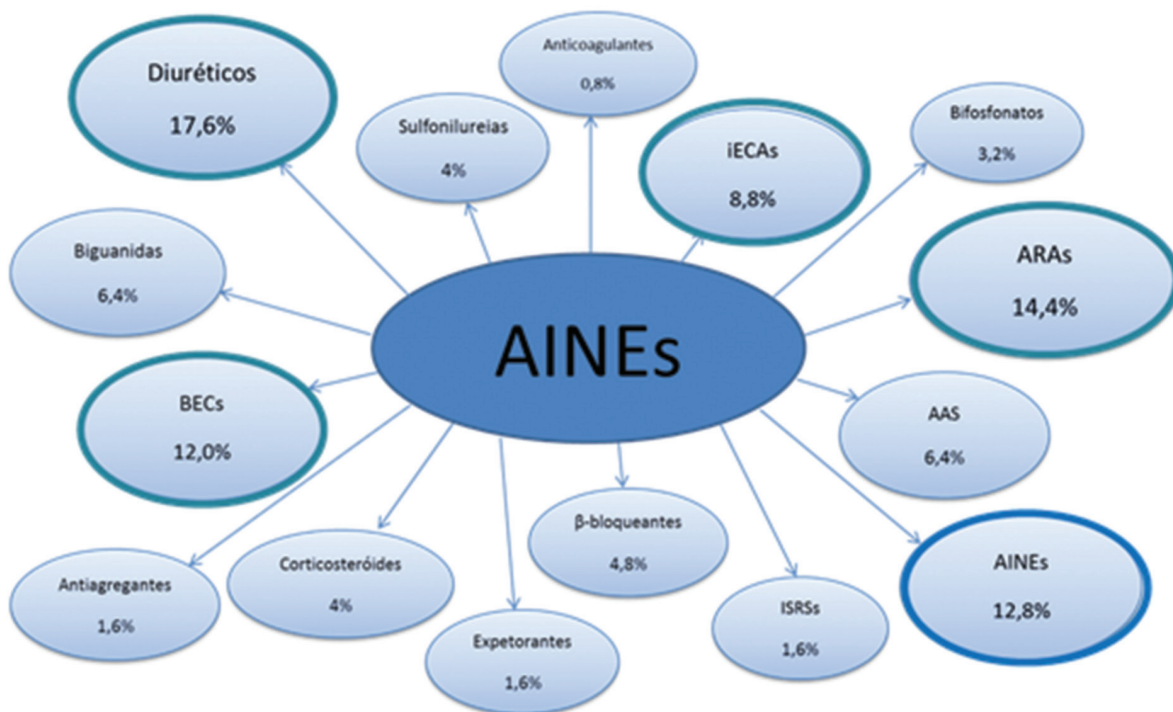 Anticoagulantes
0,8%
Diuréticos
17,6%
Sulfonilureias
4%
iECAs
8,8%
Bifosfonatos
3,2%
Biguanidas
6,4%
ARAs
14,4%
AINEs
BECs
12,0%
AAS
6,4%
Antiagregantes
1,6%
Corticosteróides
4%
Expetorantes
1,6%
β-bloqueantes
4,8%
ISRSs
1,6%
AINEs
12,8%